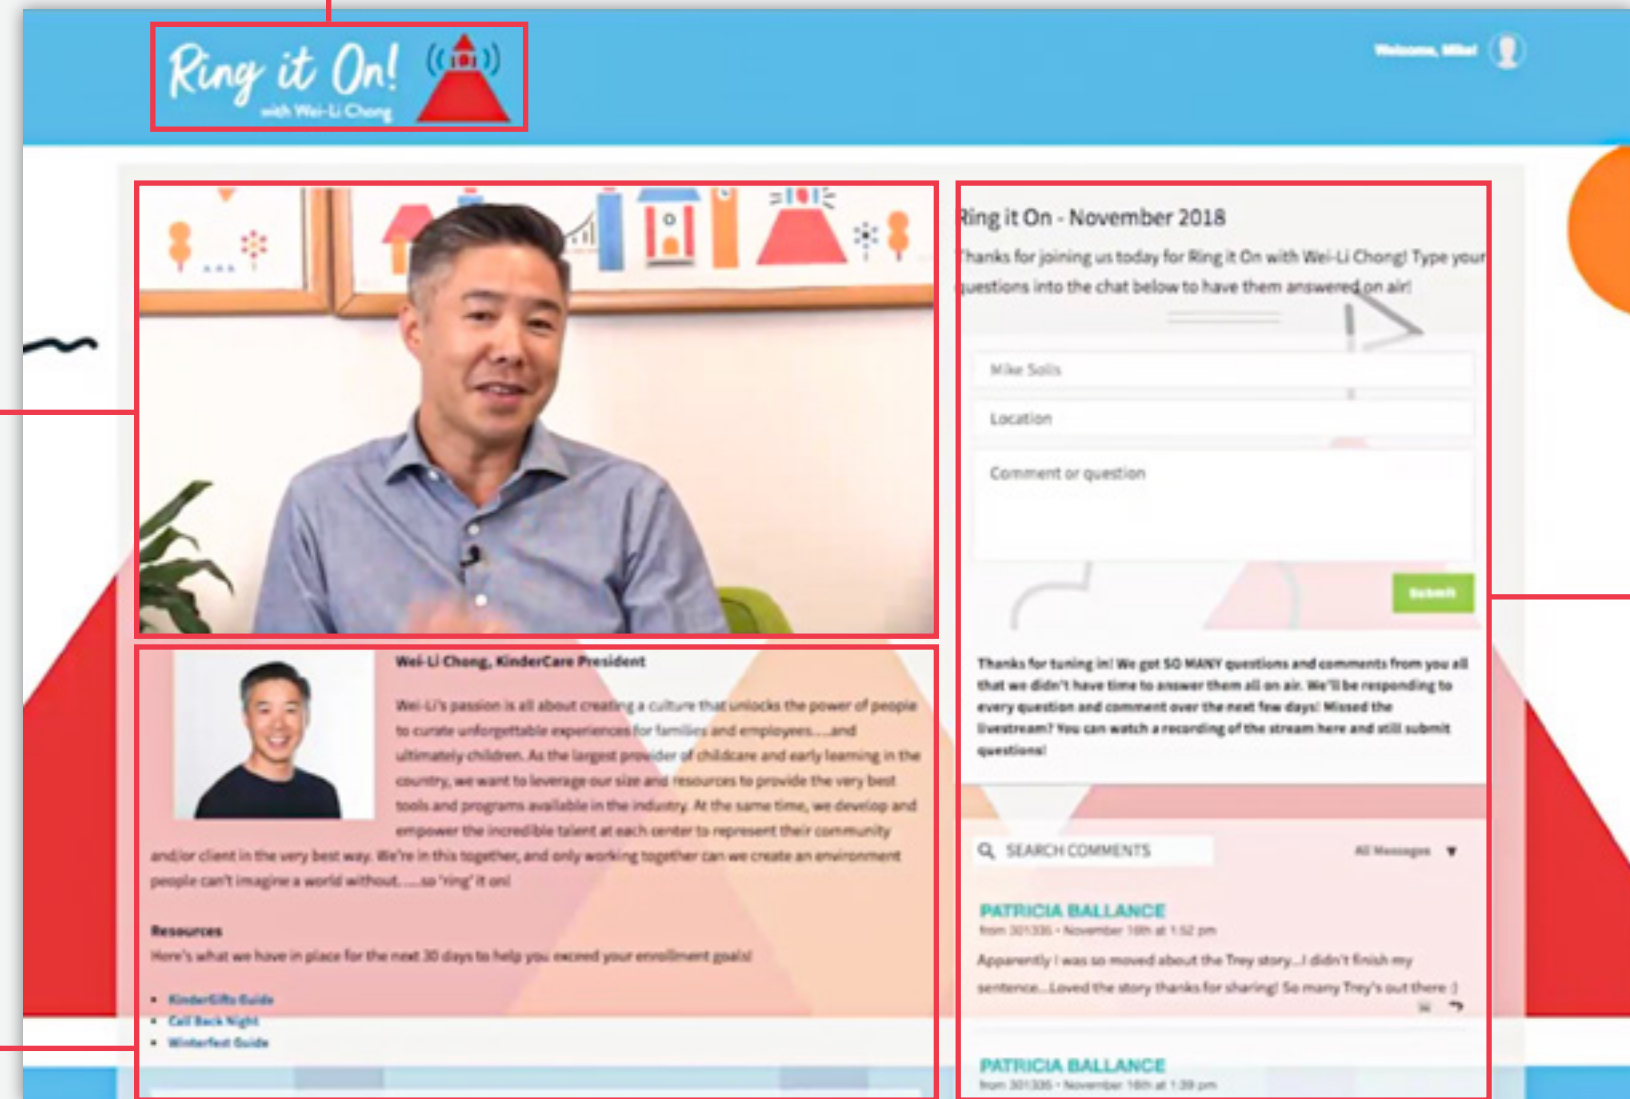 Ring it On!
with Wei-Li Chong
Welcome, Mike!
Ring it On - November 2018
Thanks for joining us today for Ring it On with Wei-Li Chong! Type your
questions into the chat below to have them answered on air!
Mike Solis
Location
Comment or question
Submit
Thanks for tuning in! We got SO MANY questions and comments from you all
that we didn't have time to answer them all on air. We'll be responding to
every question and comment over the next few days! Missed the
livestream? You can watch a recording of the stream here and still submit
questions!
SEARCH COMMENTS
All Messages
PATRICIA BALLANCE
from 301335 • November 16th at 1:52 pm
Apparently I was so moved about the Trey story...I didn't finish my
sentence...Loved the story thanks for sharing! So many Trey's out there :)
PATRICIA BALLANCE
from 301335 • November 16th at 1:39 pm
Wei-Li Chong, KinderCare President
Wei-Li's passion is all about creating a culture that unlocks the power of people
to curate unforgettable experiences for families and employees.....and
ultimately children. As the largest provider of childcare and early learning in the
country, we want to leverage our size and resources to provide the very best
tools and programs available in the industry. At the same time, we develop and
empower the incredible talent at each center to represent their community
and/or client in the very best way. We're in this together, and only working together can we create an environment
people can't imagine a world without......so 'ring' it on!
Resources
Here's what we have in place for the next 30 days to help you exceed your enrollment goals!
• KinderGifts Guide
• Call Back Night
• Winterfest Guide